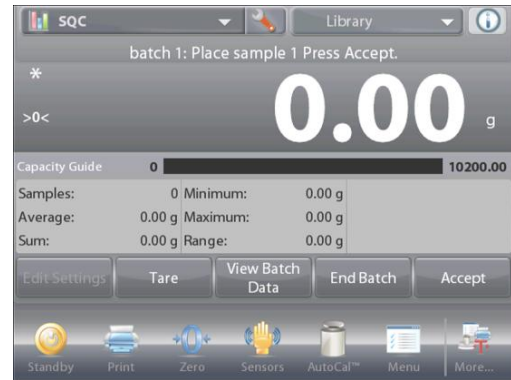 SQC Library
batch 1: Place sample 1 Press Accept.
*
>0<
0.00 g
Capacity Guide 0 10200.00
Samples: 0 Minimum: 0.00 g
Average: 0.00 g Maximum: 0.00 g
Sum: 0.00 g Range: 0.00 g
Edit Settings Tare View Batch Data End Batch Accept
Standby Print Zero Sensors AutoCal™ Menu More...